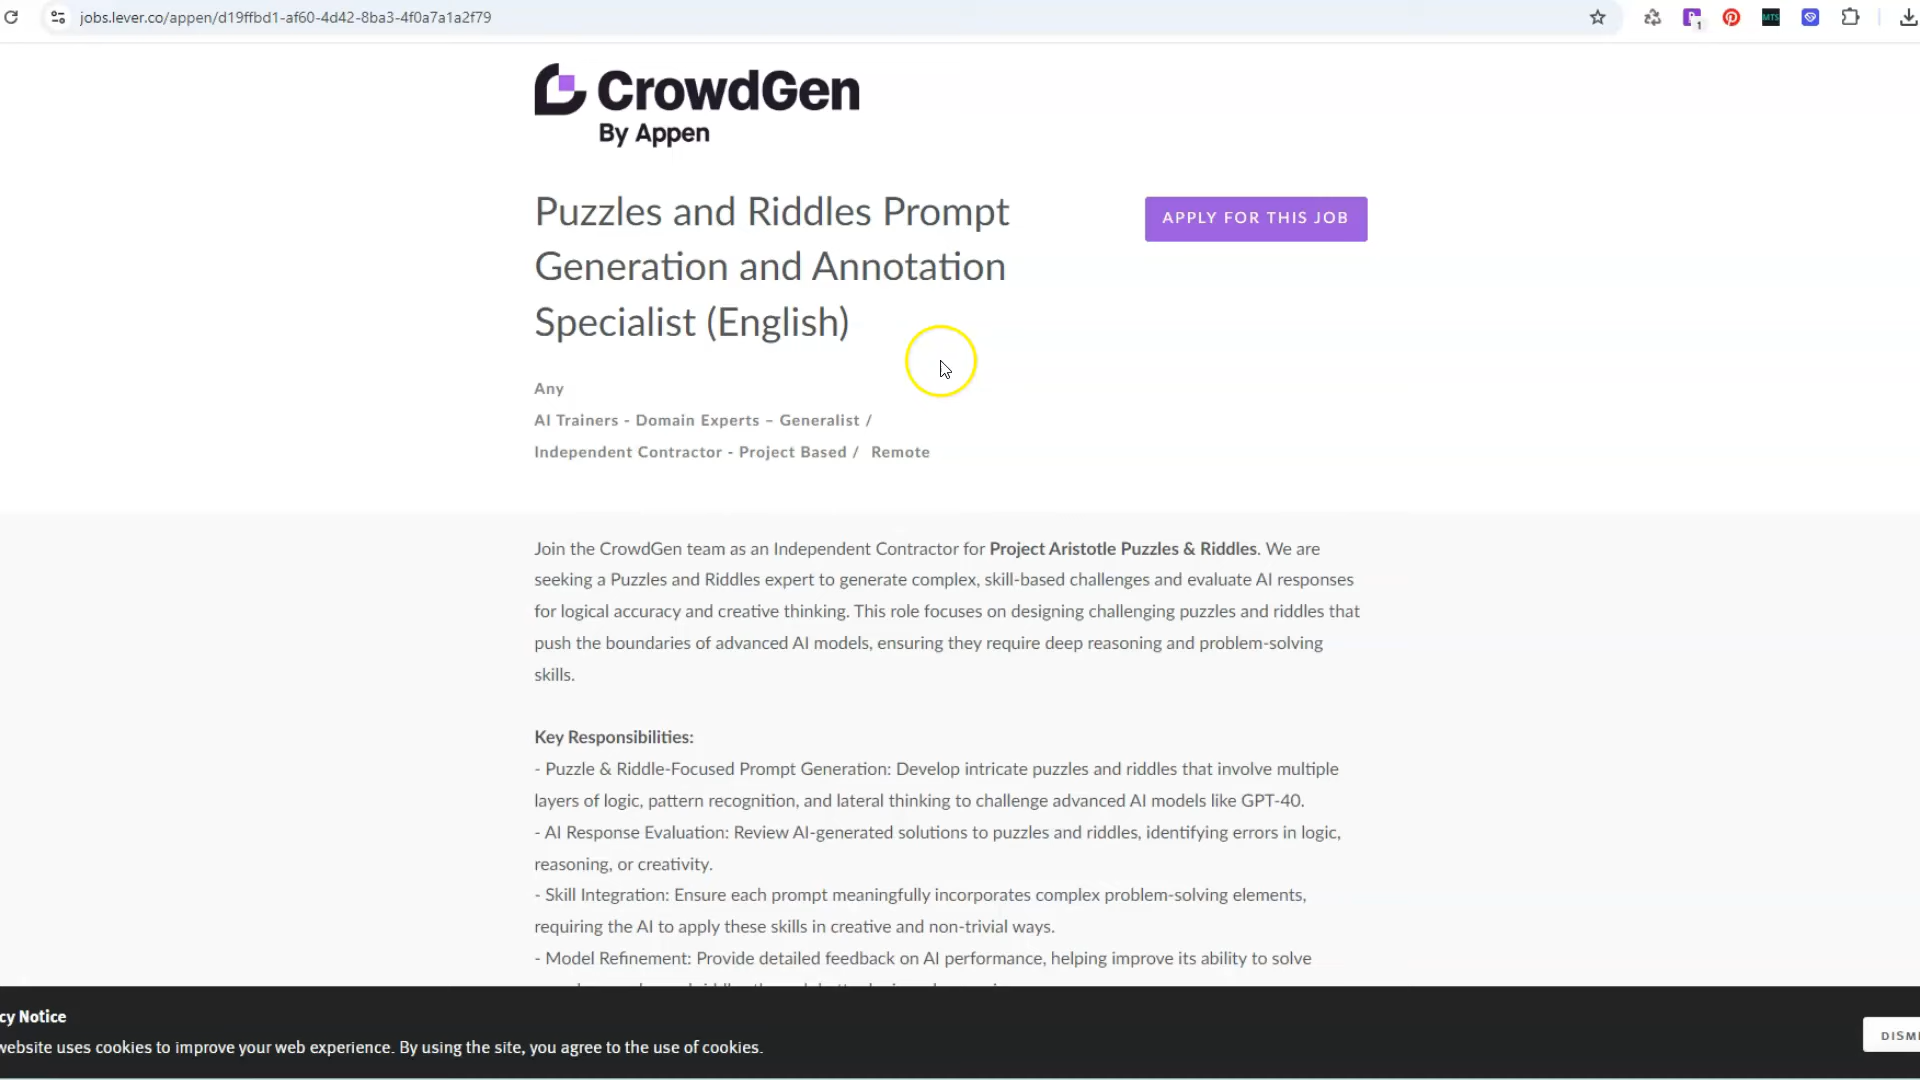 jobs.lever.co/appen/d19ffbd1-af60-4d42-8ba3-4f0a7a1a2f79
1
MTS
CrowdGen
By Appen
Puzzles and Riddles Prompt
Generation and Annotation
Specialist (English)
APPLY FOR THIS JOB
Any
AI Trainers - Domain Experts – Generalist /
Independent Contractor - Project Based / Remote
Join the CrowdGen team as an Independent Contractor for Project Aristotle Puzzles & Riddles. We are
seeking a Puzzles and Riddles expert to generate complex, skill-based challenges and evaluate AI responses
for logical accuracy and creative thinking. This role focuses on designing challenging puzzles and riddles that
push the boundaries of advanced AI models, ensuring they require deep reasoning and problem-solving
skills.
Key Responsibilities:
- Puzzle & Riddle-Focused Prompt Generation: Develop intricate puzzles and riddles that involve multiple
layers of logic, pattern recognition, and lateral thinking to challenge advanced AI models like GPT-40.
- AI Response Evaluation: Review AI-generated solutions to puzzles and riddles, identifying errors in logic,
reasoning, or creativity.
- Skill Integration: Ensure each prompt meaningfully incorporates complex problem-solving elements,
requiring the AI to apply these skills in creative and non-trivial ways.
- Model Refinement: Provide detailed feedback on AI performance, helping improve its ability to solve
cy Notice
website uses cookies to improve your web experience. By using the site, you agree to the use of cookies.
DISMI